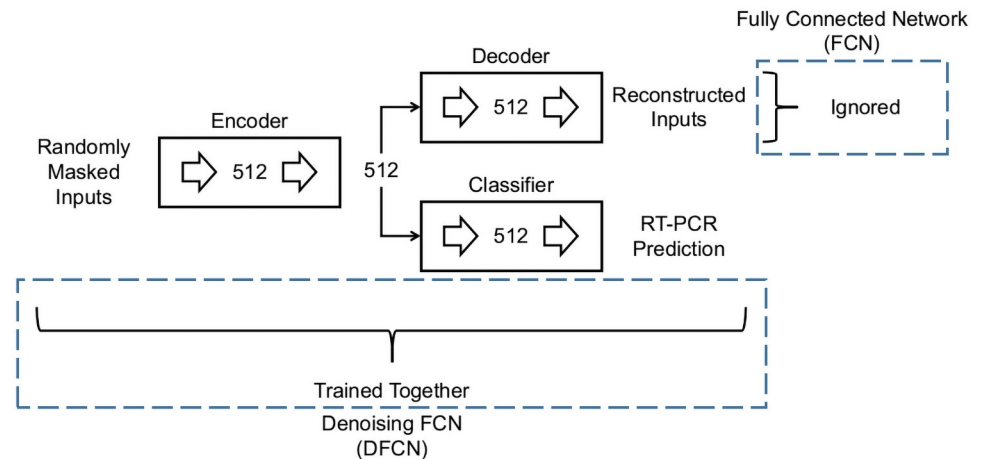 Fully Connected Network
(FCN)
Decoder
512
Reconstructed
Inputs
Ignored
Encoder
Randomly
Masked
Inputs
512
512
Classifier
512
RT-PCR
Prediction
Trained Together
Denoising FCN
(DFCN)